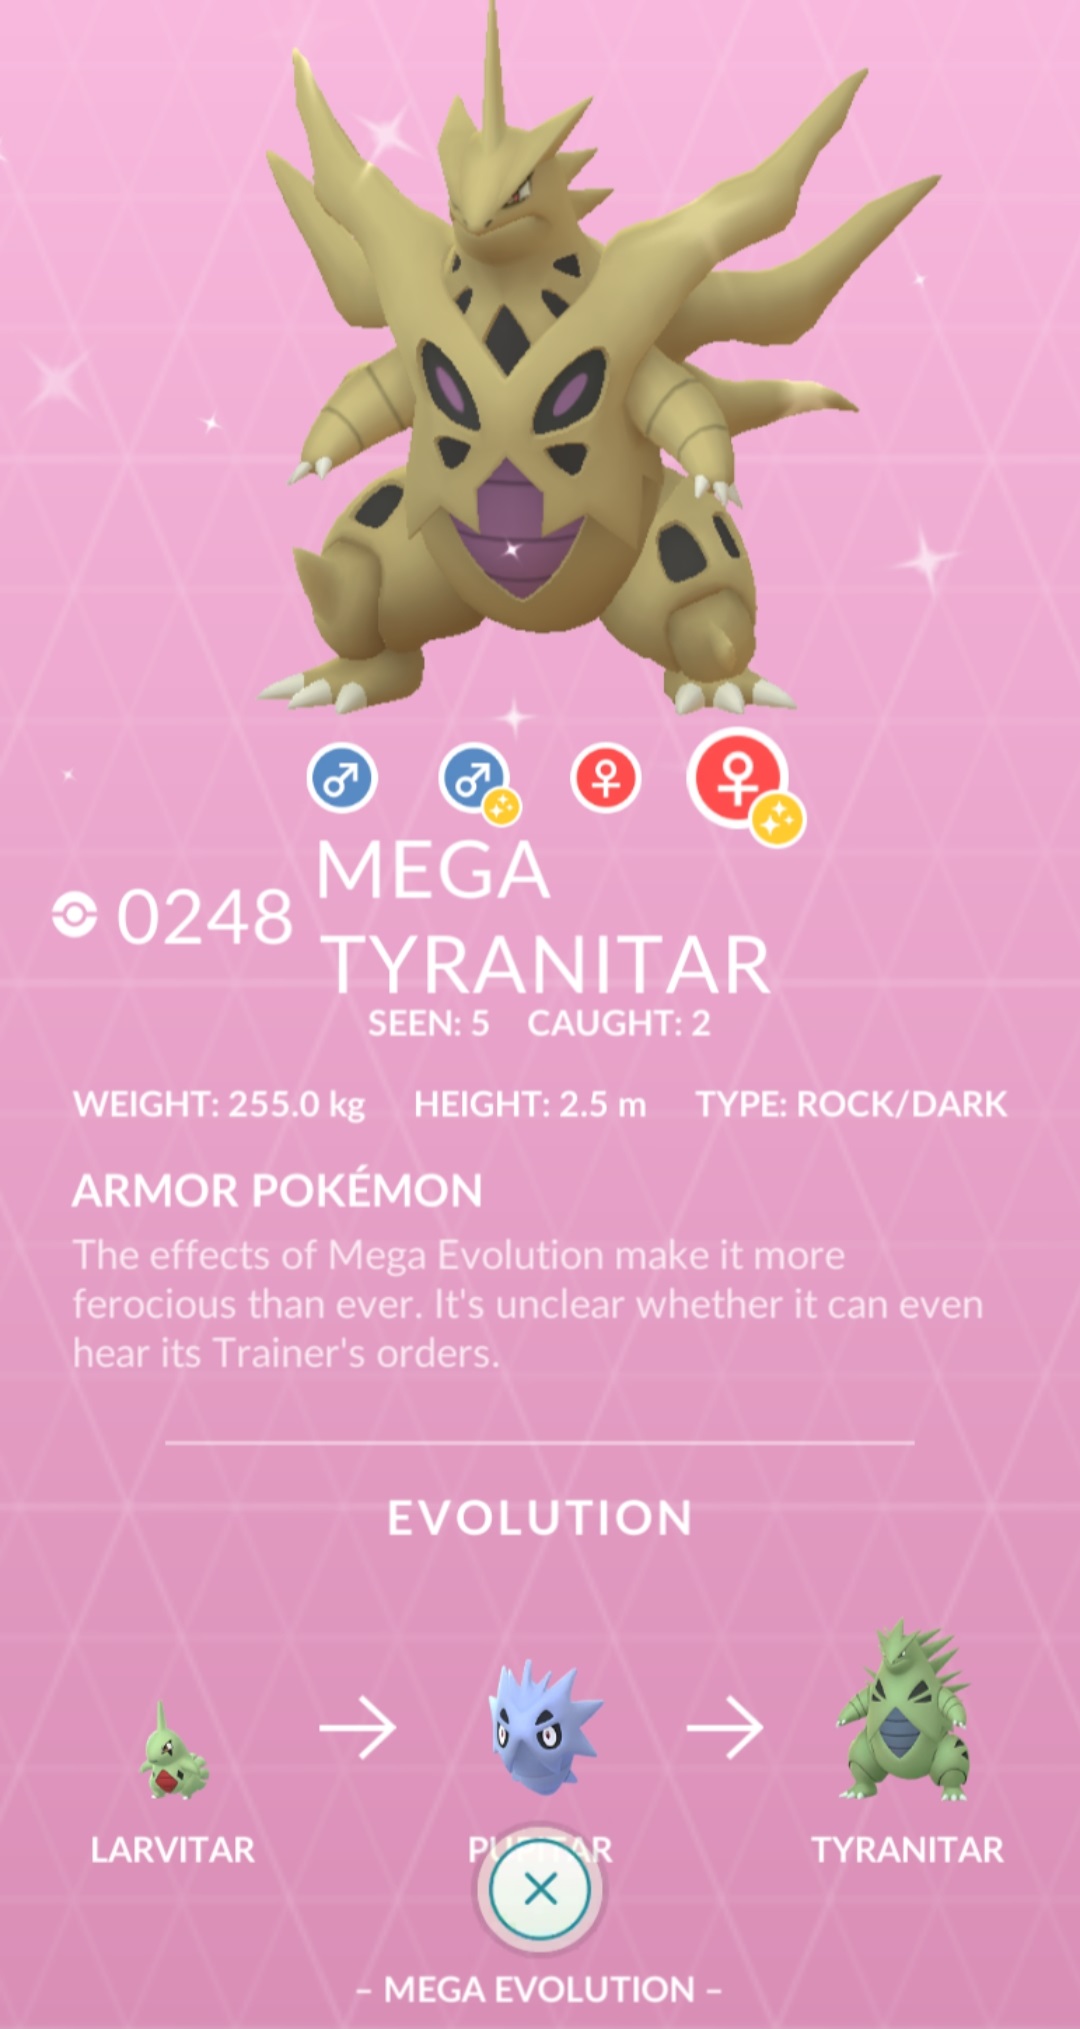 MEGA
0248
TYRANITAR
SEEN: 5 CAUGHT: 2
WEIGHT: 255.0 kg HEIGHT: 2.5 m TYPE: ROCK/DARK
ARMOR POKÉMON
The effects of Mega Evolution make it more
ferocious than ever. It's unclear whether it can even
hear its Trainer's orders.
EVOLUTION
LARVITAR PUPITAR TYRANITAR
– MEGA EVOLUTION –